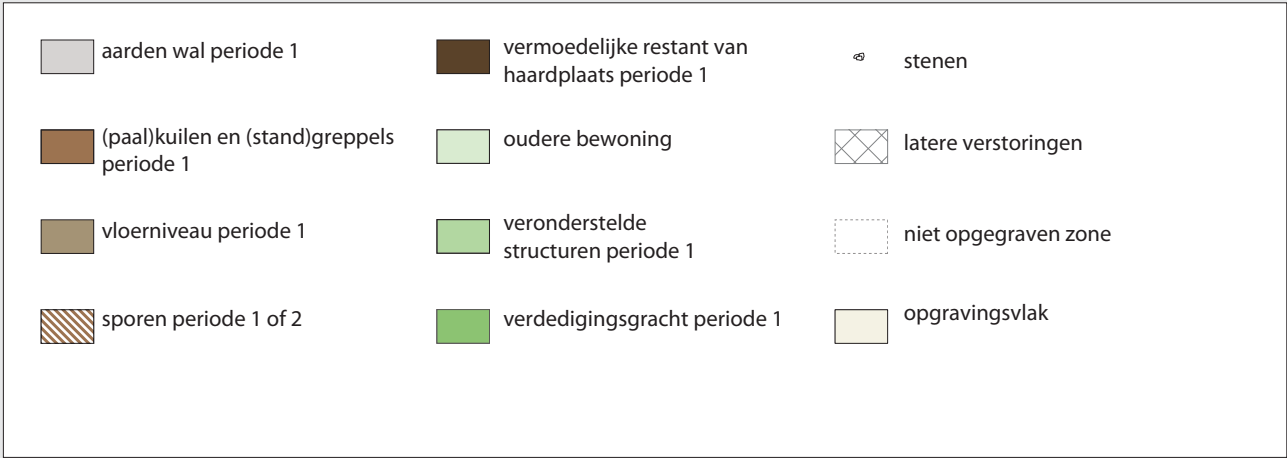 aarden wal periode 1
(paal)kuilen en (stand)greppels
periode 1
vloerniveau periode 1
sporen periode 1 of 2
vermoedelijke restant van
haardplaats periode 1
oudere bewoning
veronderstelde
structuren periode 1
verdedigingsgracht periode 1
stenen
latere verstoringen
niet opgegraven zone
opgravingsvlak